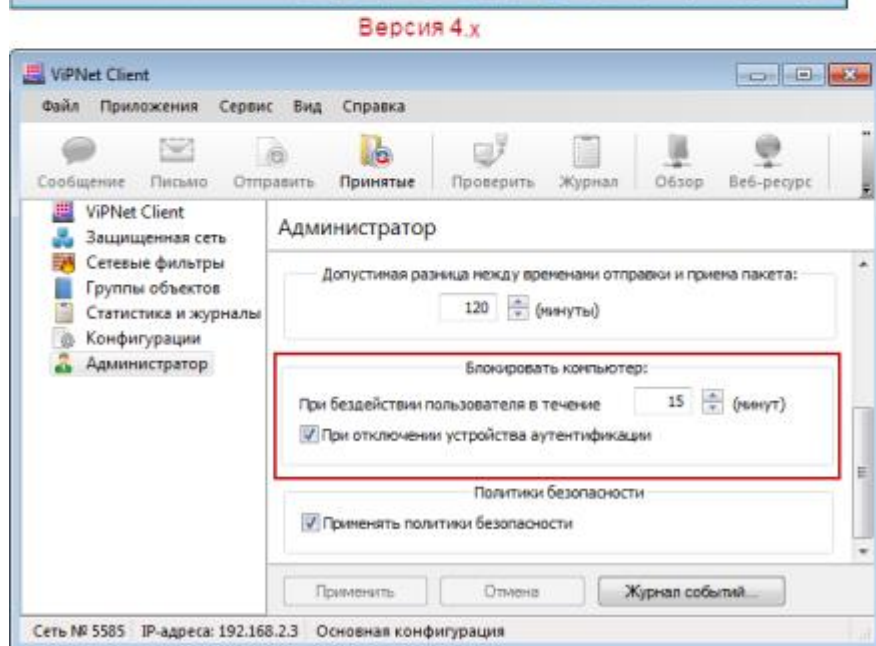 Версия 4.x
ViPNet Client
Файл Приложения Сервис Вид Справка
Сообщение Письмо Отправить Принятые Проверить Журнал Обзор Веб-ресурс
ViPNet Client
Защищенная сеть
Сетевые фильтры
Группы объектов
Статистика и журналы
Конфигурации
Администратор
Администратор
Допустимая разница между временами отправки и приема пакета:
120 (минуты)
Блокировать компьютер:
При бездействии пользователя в течение 15 (минут)
При отключении устройства аутентификации
Политики безопасности
Применять политики безопасности
Применить Отмена Журнал событий...
Сеть № 5585 IP-адреса: 192.168.2.3 Основная конфигурация